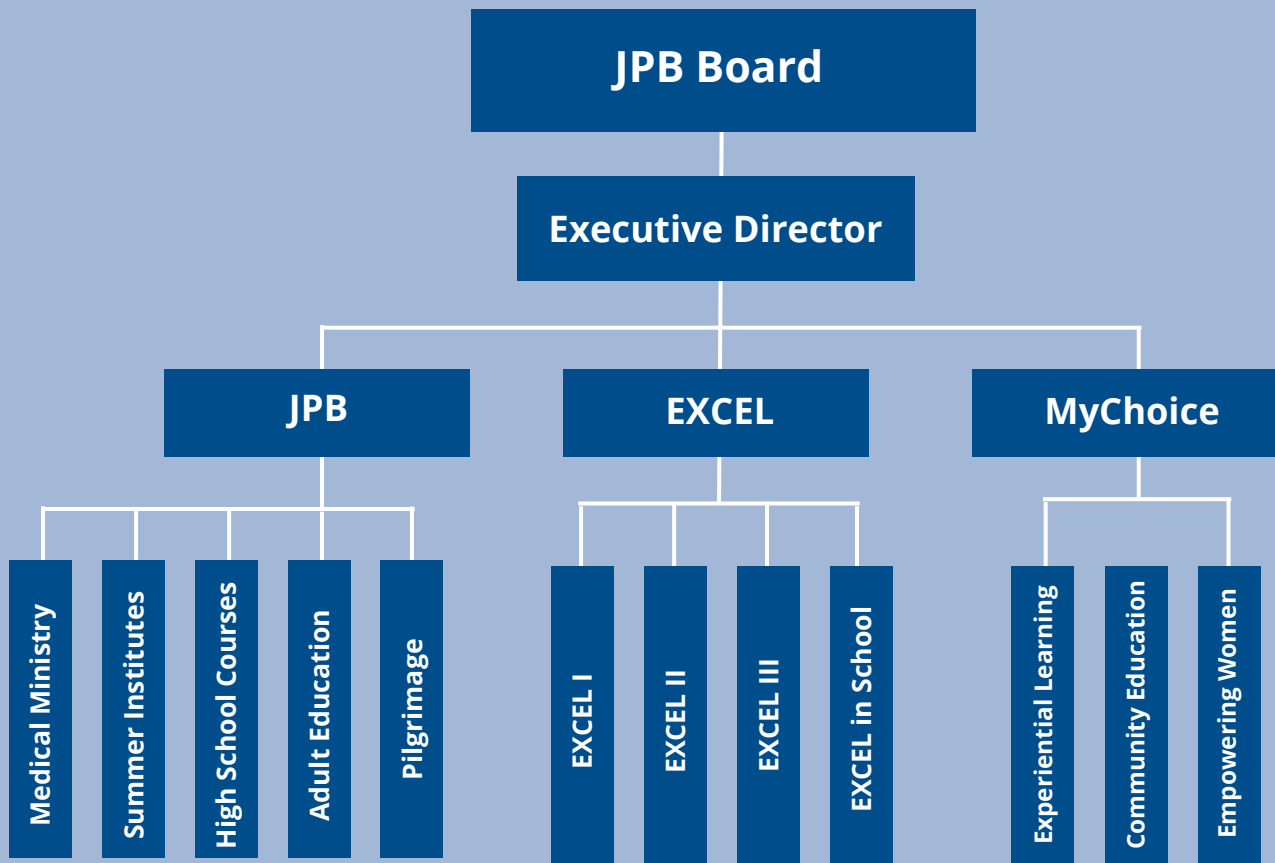 JPB Board
Executive Director
JPB
EXCEL
MyChoice
Medical Ministry
Summer Institutes
High School Courses
Adult Education
Pilgrimage
EXCEL I
EXCEL II
EXCEL III
EXCEL in School
Experiential Learning
Community Education
Empowering Women